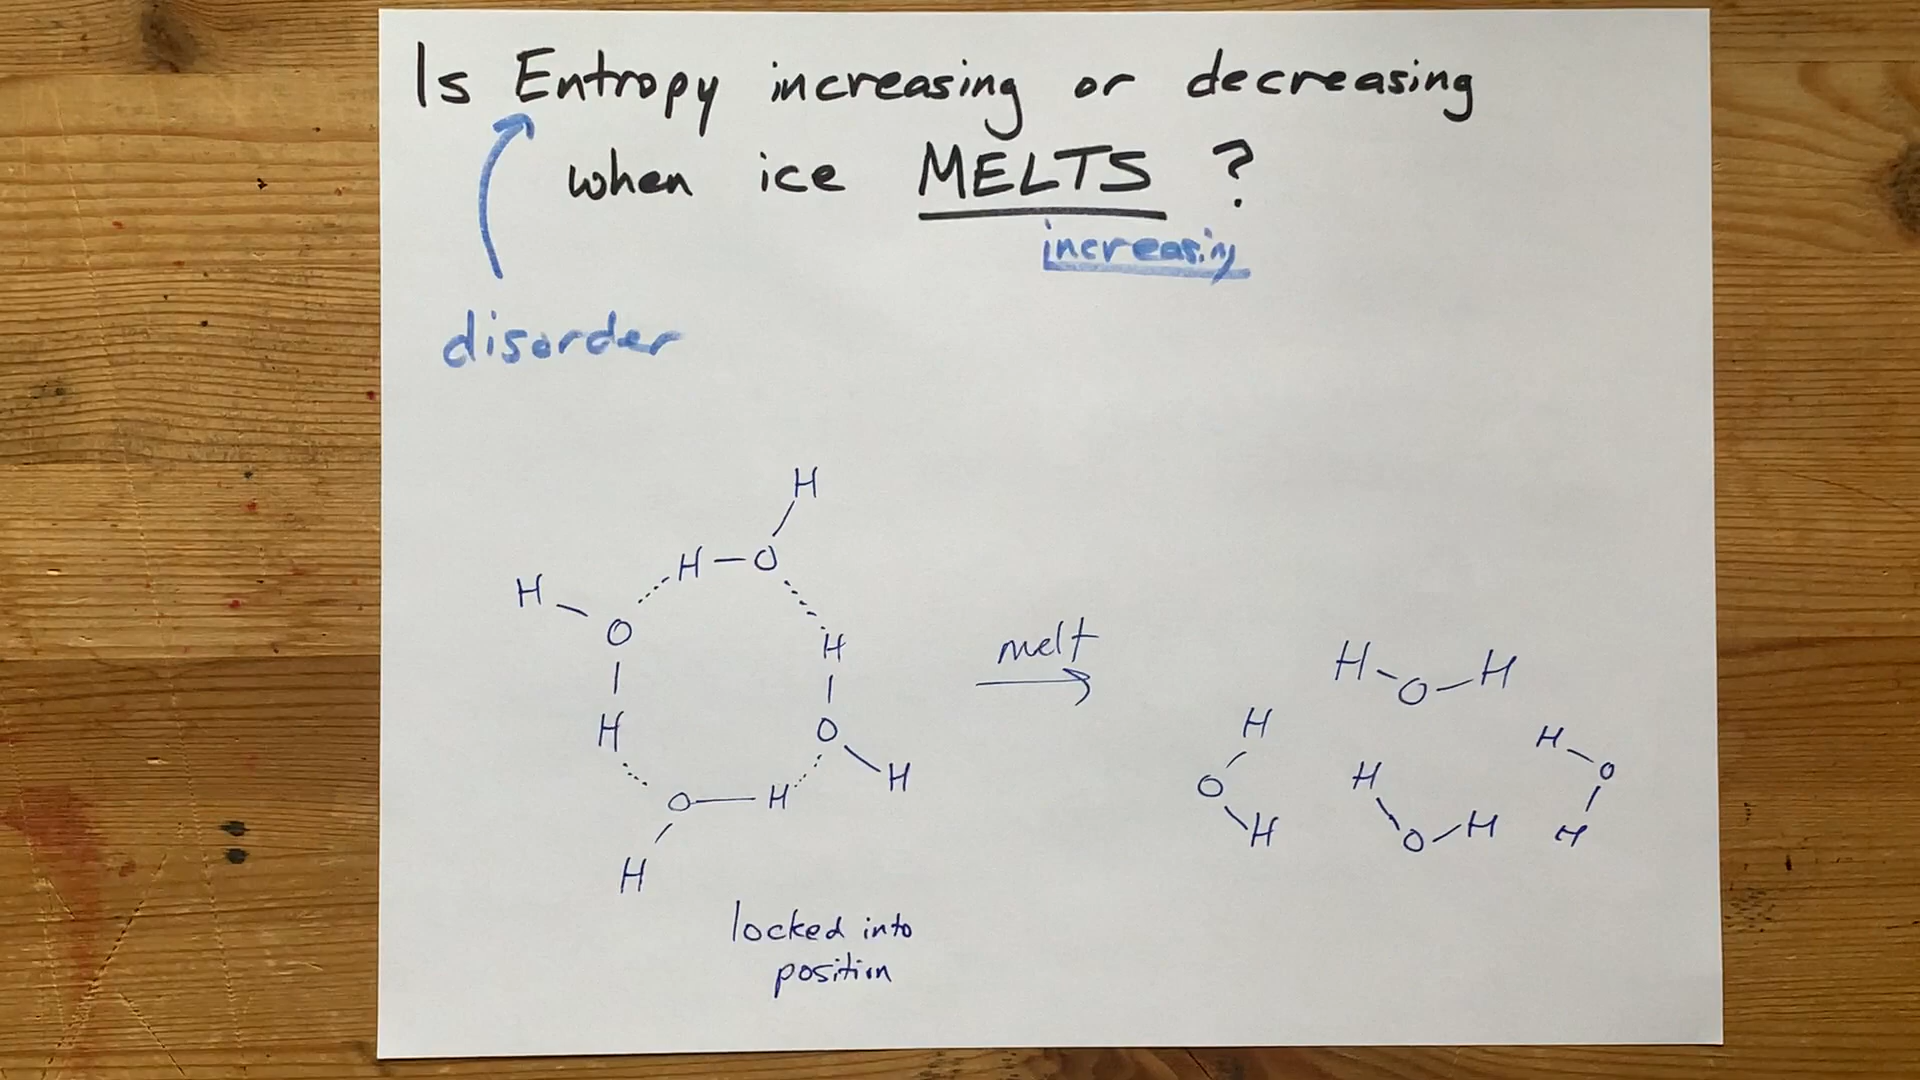 Is Entropy increasing or decreasing
when ice MELTS ?
increasing
disorder
H
H – O
H
O
H
H
H
O
H
O — H
H
melt
H - O - H
H
O
H
H
O - H
H
O
H
locked into
position